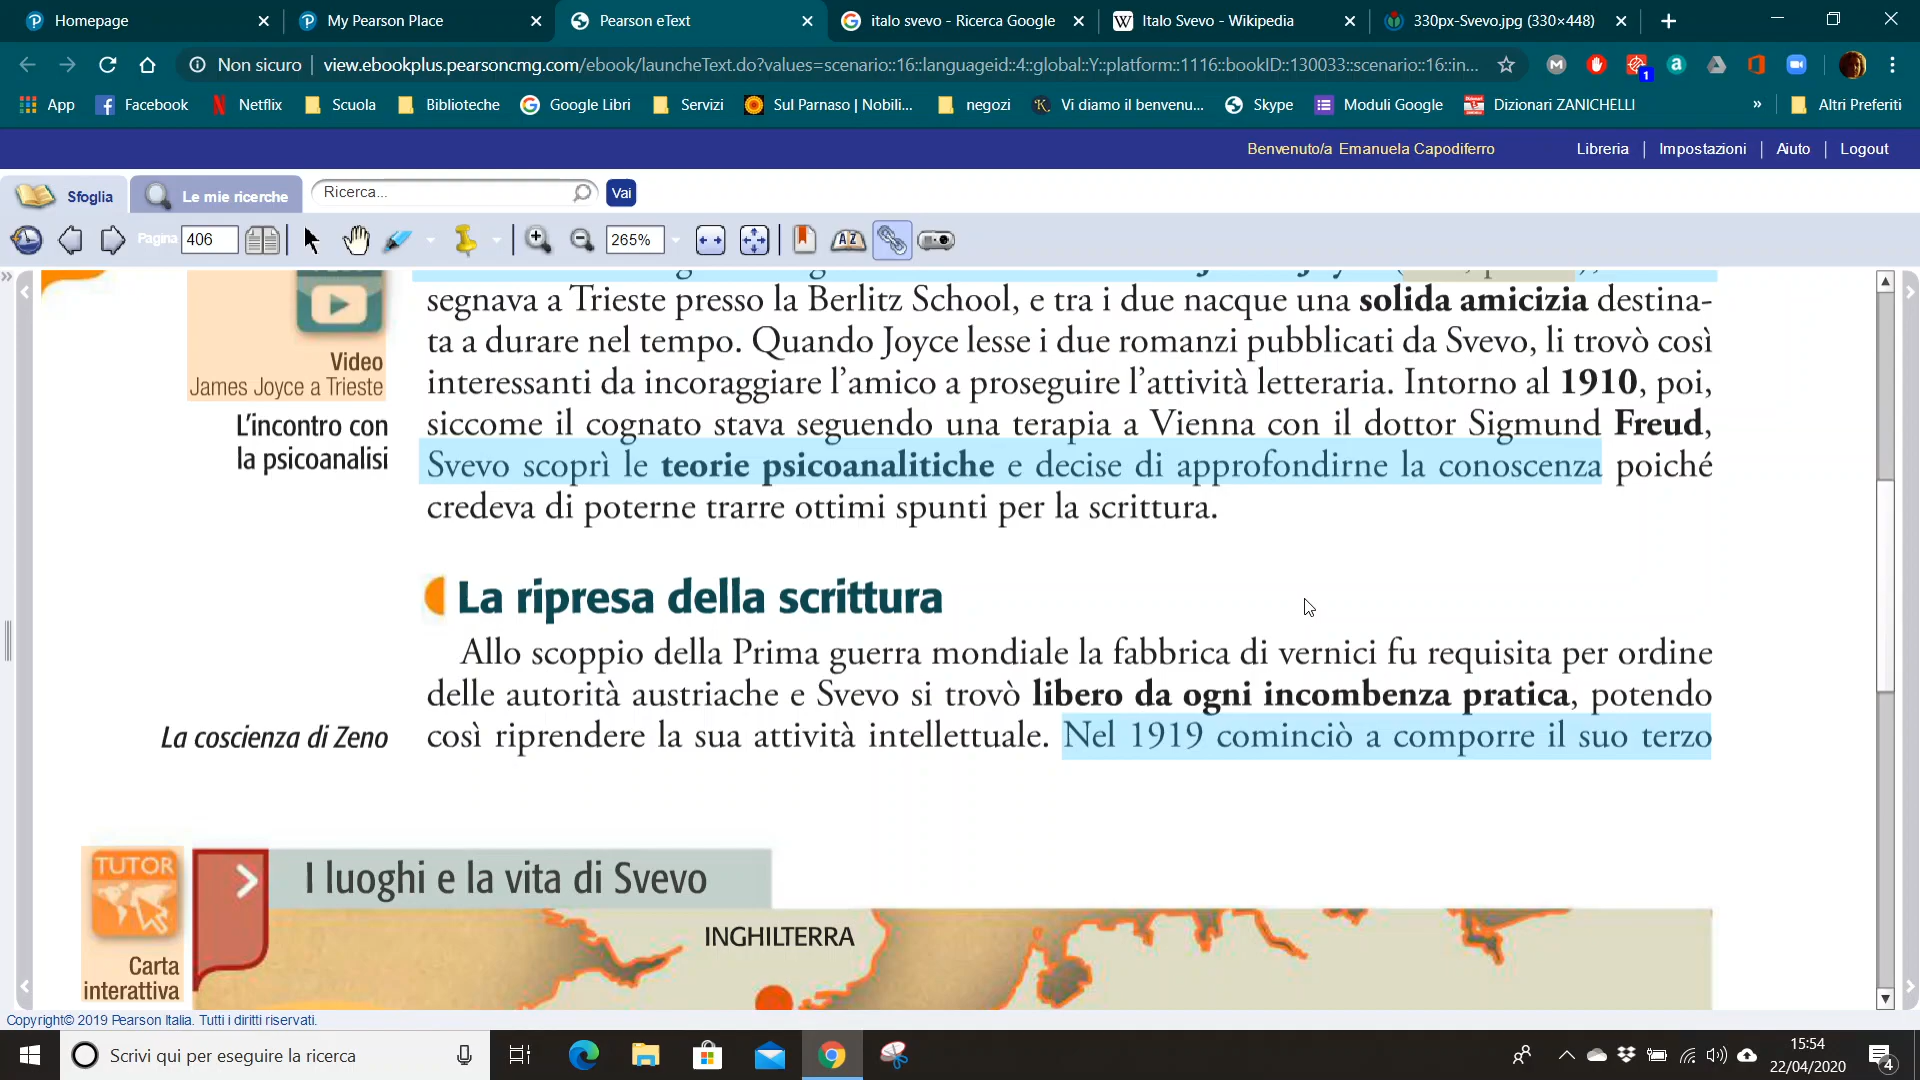 Homepage
My Pearson Place
Pearson eText
italo svevo - Ricerca Google
Italo Svevo - Wikipedia
330px-Svevo.jpg (330×448)
Non sicuro
view.ebookplus.pearsoncmg.com/ebook/launcheText.do?values=scenario::16::languageid::4::global::Y::platform::1116::bookID::130033::scenario::16::in...
App
Facebook
Netflix
Scuola
Biblioteche
Google Libri
Servizi
Sul Parnaso | Nobili...
negozi
Vi diamo il benvenu...
Skype
Moduli Google
Dizionari ZANICHELLI
»
Altri Preferiti
Benvenuto/a Emanuela Capodiferro
Libreria | Impostazioni | Aiuto | Logout
Sfoglia
Le mie ricerche
Ricerca...
Vai
Pagina 406
265%
segnava a Trieste presso la Berlitz School, e tra i due nacque una solida amicizia destina-
ta a durare nel tempo. Quando Joyce lesse i due romanzi pubblicati da Svevo, li trovò così
interessanti da incoraggiare l’amico a proseguire l’attività letteraria. Intorno al 1910, poi,
siccome il cognato stava seguendo una terapia a Vienna con il dottor Sigmund Freud,
Svevo scoprì le teorie psicoanalitiche e decise di approfondirne la conoscenza poiché
credeva di poterne trarre ottimi spunti per la scrittura.
Video
James Joyce a Trieste
L’incontro con
la psicoanalisi
La ripresa della scrittura
Allo scoppio della Prima guerra mondiale la fabbrica di vernici fu requisita per ordine
delle autorità austriache e Svevo si trovò libero da ogni incombenza pratica, potendo
così riprendere la sua attività intellettuale. Nel 1919 cominciò a comporre il suo terzo
La coscienza di Zeno
TUTOR
Carta
interattiva
I luoghi e la vita di Svevo
INGHILTERRA
Copyright© 2019 Pearson Italia. Tutti i diritti riservati.
Scrivi qui per eseguire la ricerca
15:54
22/04/2020
4